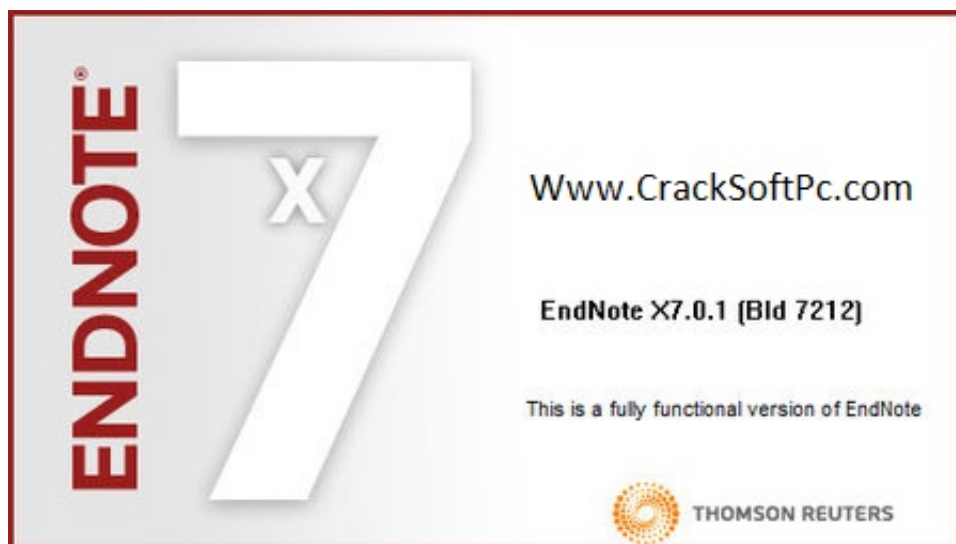 ENDNOTE®
X7
Www.CrackSoftPc.com
EndNote X7.0.1 (Bld 7212)
This is a fully functional version of EndNote
THOMSON REUTERS